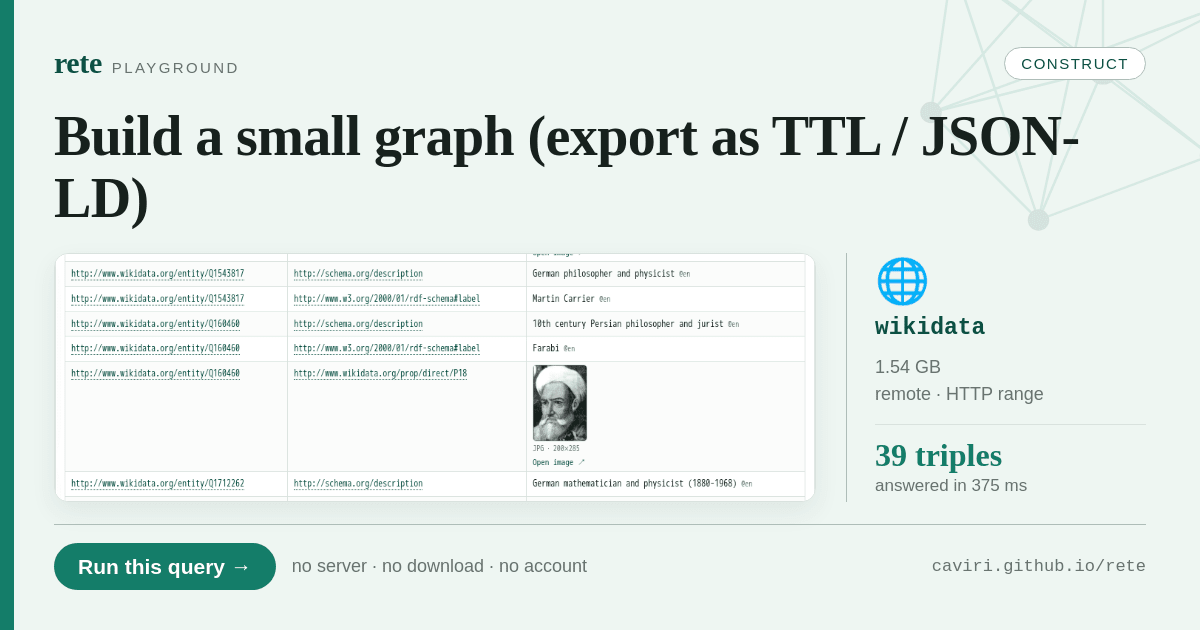 rete PLAYGROUND
CONSTRUCT
Build a small graph (export as TTL / JSON-
LD)
http://www.wikidata.org/entity/Q1543817 http://schema.org/description German philosopher and physicist @en
http://www.wikidata.org/entity/Q1543817 http://www.w3.org/2000/01/rdf-schema#label Martin Carrier @en
http://www.wikidata.org/entity/Q160460 http://schema.org/description 10th century Persian philosopher and jurist @en
http://www.wikidata.org/entity/Q160460 http://www.w3.org/2000/01/rdf-schema#label Farabi @en
http://www.wikidata.org/entity/Q160460 http://www.wikidata.org/prop/direct/P18
JPG · 200×285
Open image ↗
http://www.wikidata.org/entity/Q1712262 http://schema.org/description German mathematician and physicist (1880-1968) @en
wikidata
1.54 GB
remote · HTTP range
39 triples
answered in 375 ms
Run this query →
no server · no download · no account
caviri.github.io/rete